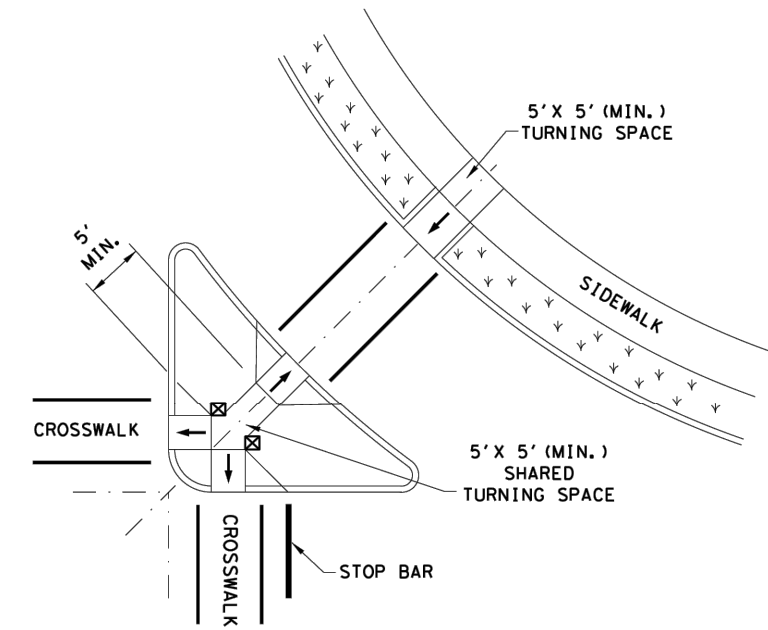 5'X 5' (MIN.)
TURNING SPACE
5'
MIN.
SIDEWALK
CROSSWALK
5'X 5' (MIN.)
SHARED
TURNING SPACE
CROSSWALK
STOP BAR